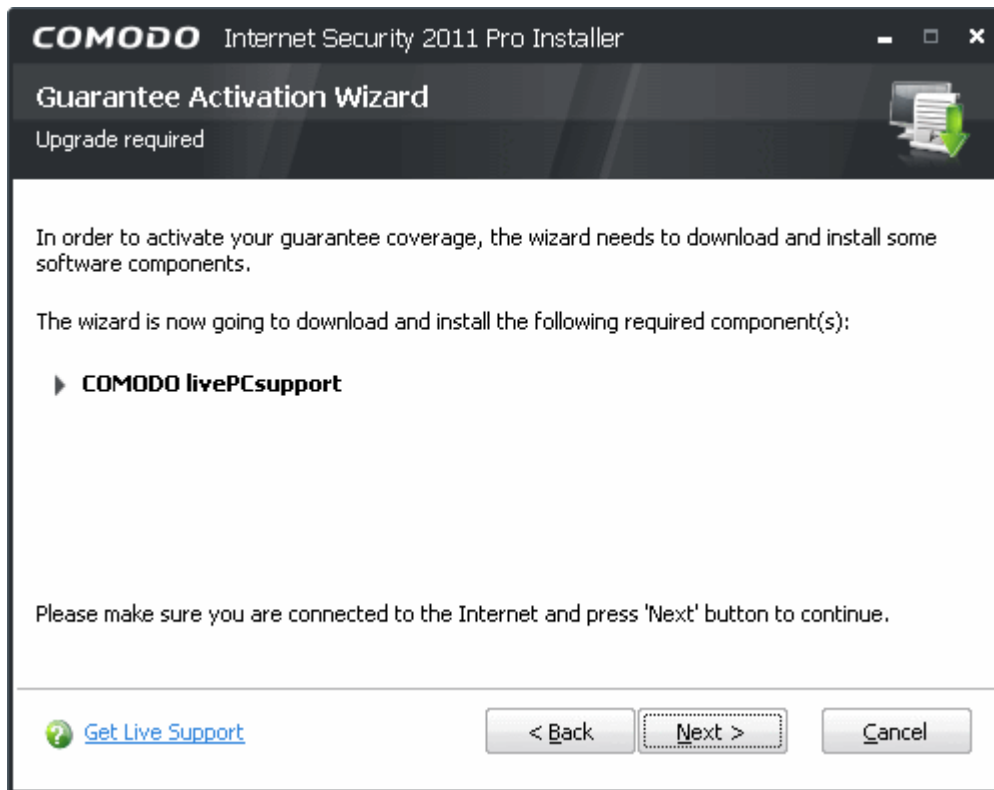 COMODO Internet Security 2011 Pro Installer
Guarantee Activation Wizard
Upgrade required
In order to activate your guarantee coverage, the wizard needs to download and install some
software components.
The wizard is now going to download and install the following required component(s):
COMODO livePCsupport
Please make sure you are connected to the Internet and press 'Next' button to continue.
Get Live Support
< Back
Next >
Cancel